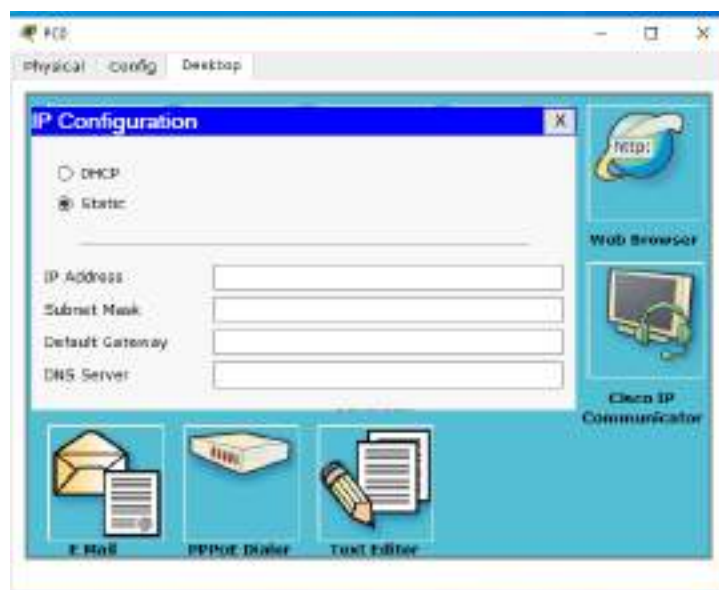 PC0
Physical Config Desktop
IP Configuration X
DHCP
Static
IP Address
Subnet Mask
Default Gateway
DNS Server
http:
Web Browser
Cisco IP
Communicator
E Mail PPPoE Dialer Text Editor